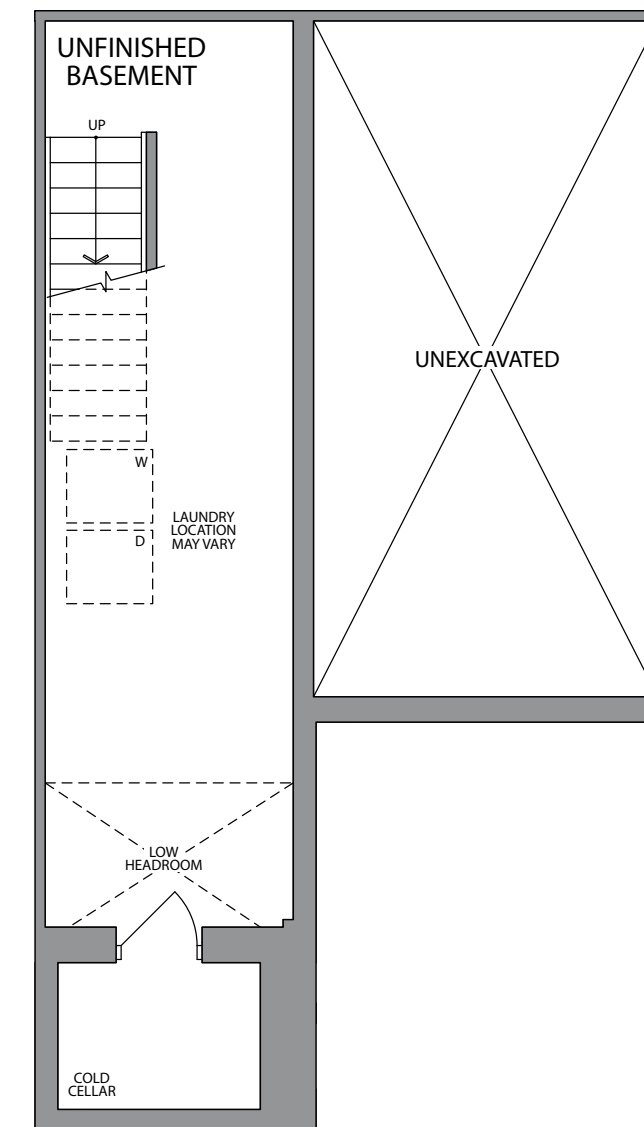 UNFINISHED
BASEMENT
UP
UNEXCAVATED
W
LAUNDRY
LOCATION
MAY VARY
D
LOW
HEADROOM
COLD
CELLAR